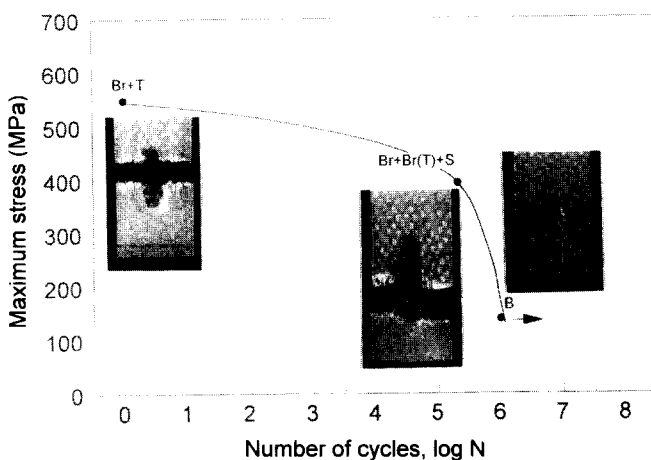 700
600
500
400
300
200
100
0
Maximum stress (MPa)
Br+T
Br+Br(T)+S
B
0 1 2 3 4 5 6 7 8
Number of cycles, log N